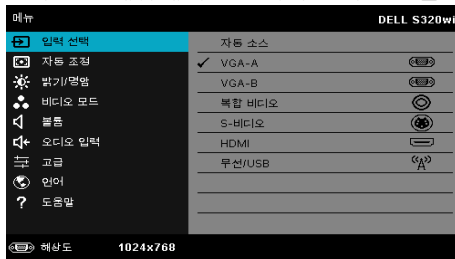 메뉴 DELL S320wi
입력 선택
자동 조정
밝기/명암
비디오 모드
볼륨
오디오 입력
고급
언어
도움말
자동 소스
VGA-A
VGA-B
복합 비디오
S-비디오
HDMI
무선/USB
해상도 1024x768